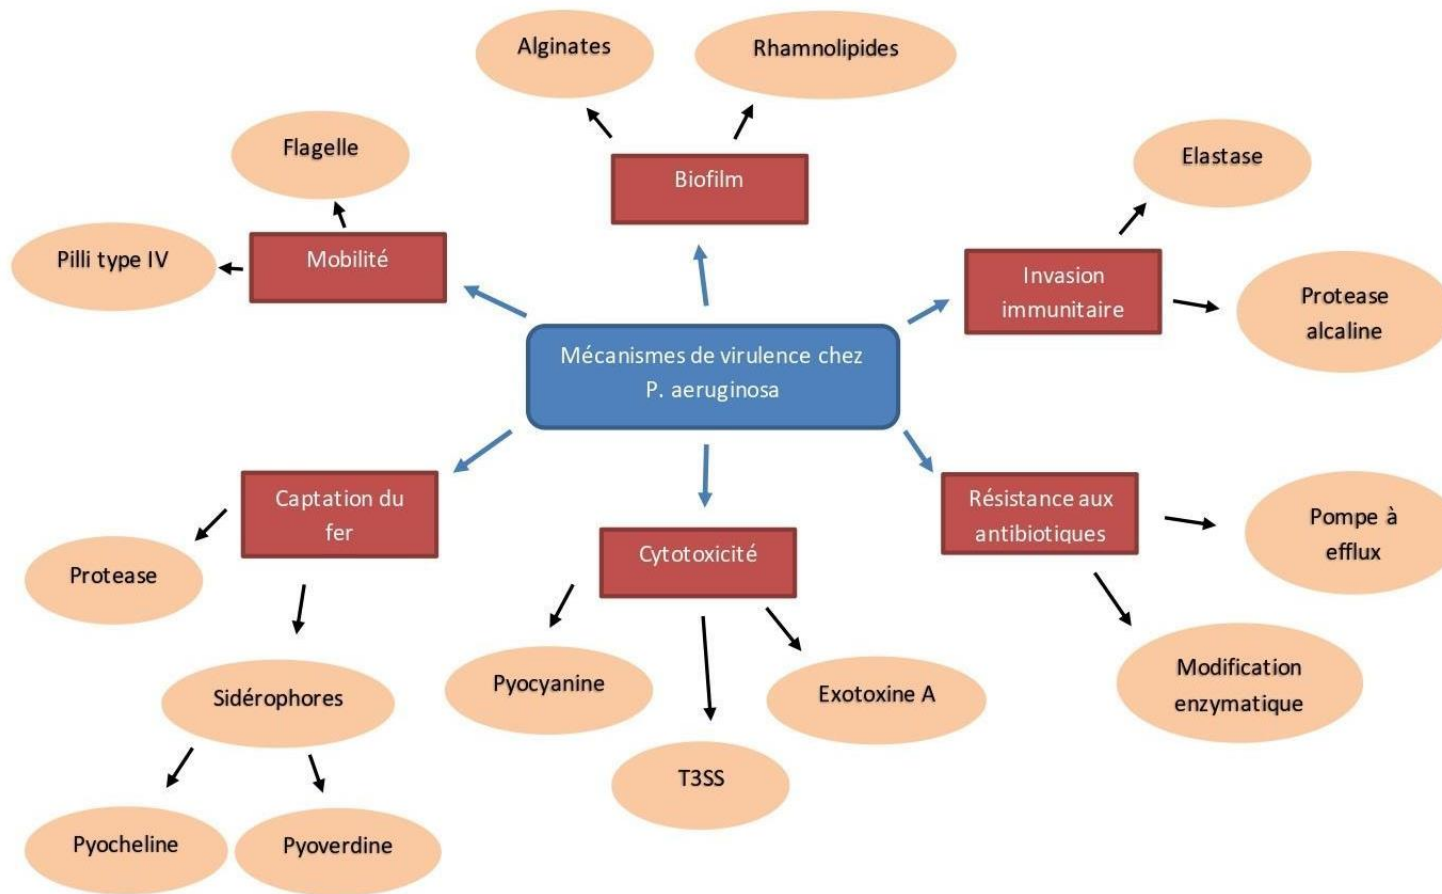 Alginates
Rhamnolipides
Flagelle
Elastase
Biofilm
Pilli type IV
Mobilité
Invasion
immunitaire
Protease
alcaline
Mécanismes de virulence chez
P. aeruginosa
Captation du
fer
Résistance aux
antibiotiques
Pompe à
efflux
Cytotoxicité
Protease
Sidérophores
Pyocyanine
Exotoxine A
Modification
enzymatique
T3SS
Pyocheline
Pyoverdine